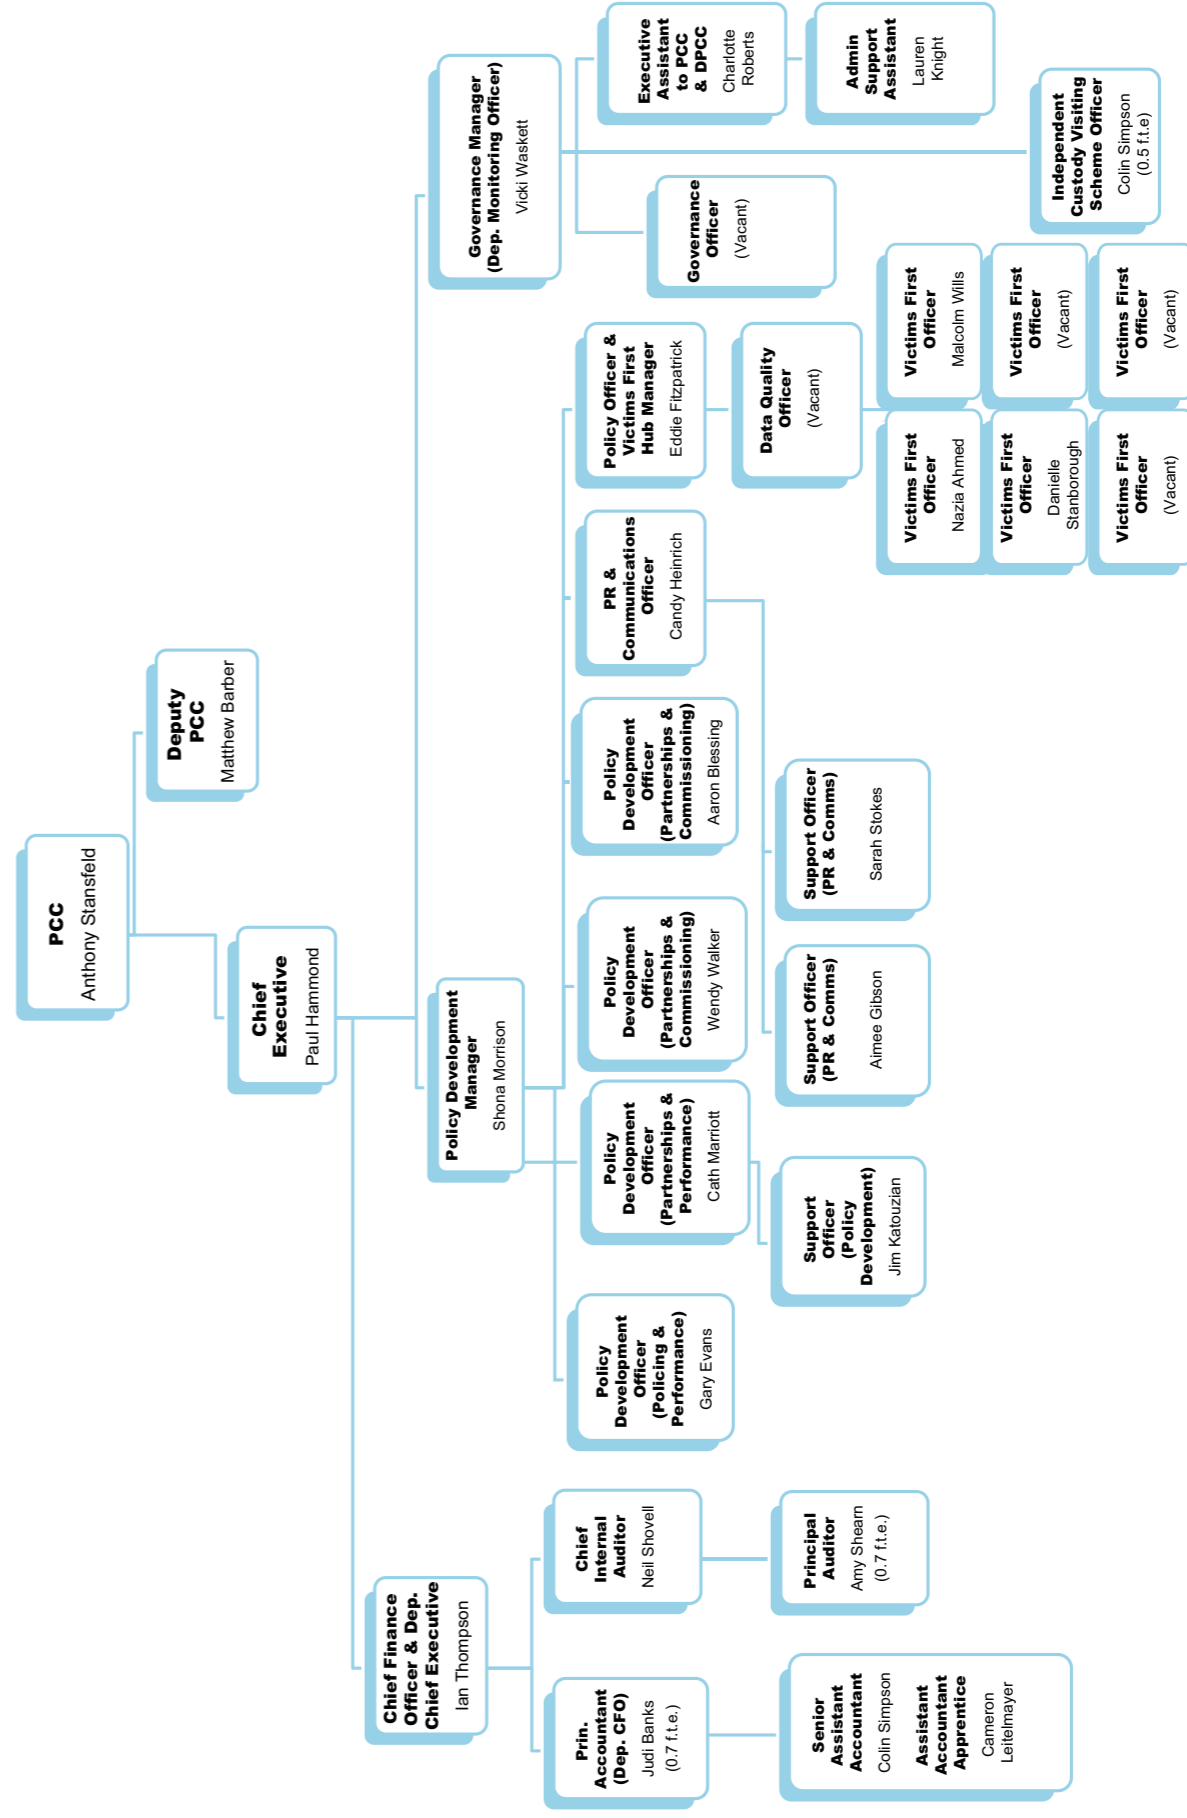 PCC
Anthony Stansfeld
Deputy
PCC
Matthew Barber
Chief
Executive
Paul Hammond
Chief Finance
Officer & Dep.
Chief Executive
Ian Thompson
Policy Development
Manager
Shona Morrison
Governance Manager
(Dep. Monitoring Officer)
Vicki Waskett
Prin.
Accountant
(Dep. CFO)
Judi Banks
(0.7 f.t.e.)
Chief
Internal
Auditor
Neil Shovell
Policy
Development
Officer
(Policing &
Performance)
Gary Evans
Policy
Development
Officer
(Partnerships &
Performance)
Cath Marriott
Policy
Development
Officer
(Partnerships &
Commissioning)
Wendy Walker
Policy
Development
Officer
(Partnerships &
Commissioning)
Aaron Blessing
PR &
Communications
Officer
Candy Heinrich
Policy Officer &
Victims First
Hub Manager
Eddie Fitzpatrick
Governance
Officer
(Vacant)
Executive
Assistant
to PCC
& DPCC
Charlotte
Roberts
Senior
Assistant
Accountant
Colin Simpson
Assistant
Accountant
Apprentice
Cameron
Leitelmayer
Principal
Auditor
Amy Shearn
(0.7 f.t.e.)
Support
Officer
(Policy
Development)
Jim Katouzian
Support Officer
(PR & Comms)
Aimee Gibson
Support Officer
(PR & Comms)
Sarah Stokes
Data Quality
Officer
(Vacant)
Admin
Support
Assistant
Lauren
Knight
Victims First
Officer
Nazia Ahmed
Victims First
Officer
Malcolm Wills
Victims First
Officer
Danielle
Stanborough
Victims First
Officer
(Vacant)
Victims First
Officer
(Vacant)
Victims First
Officer
(Vacant)
Independent
Custody Visiting
Scheme Officer
Colin Simpson
(0.5 f.t.e)